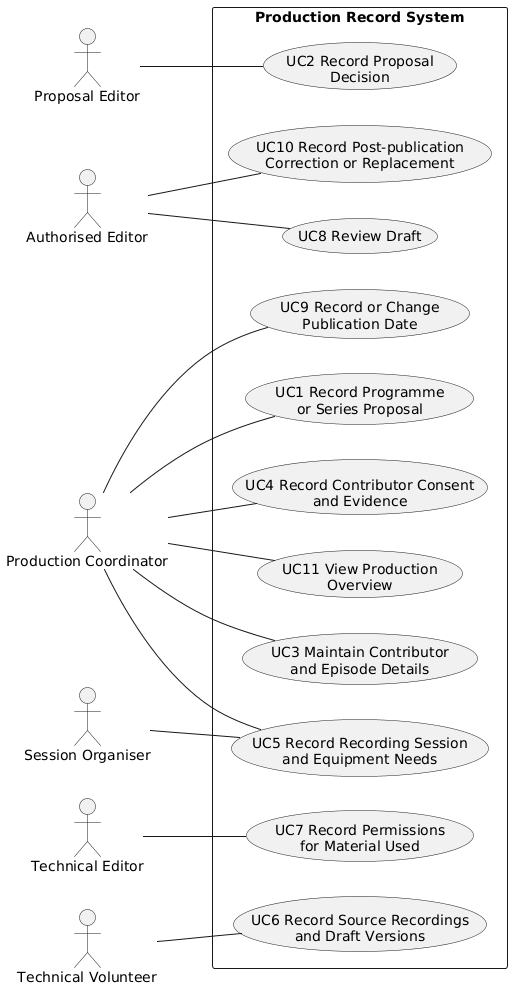 Production Record System
Proposal Editor
UC2 Record Proposal
Decision
UC10 Record Post-publication
Correction or Replacement
Authorised Editor
UC8 Review Draft
UC9 Record or Change
Publication Date
UC1 Record Programme
or Series Proposal
UC4 Record Contributor Consent
and Evidence
Production Coordinator
UC11 View Production
Overview
UC3 Maintain Contributor
and Episode Details
Session Organiser
UC5 Record Recording Session
and Equipment Needs
Technical Editor
UC7 Record Permissions
for Material Used
Technical Volunteer
UC6 Record Source Recordings
and Draft Versions